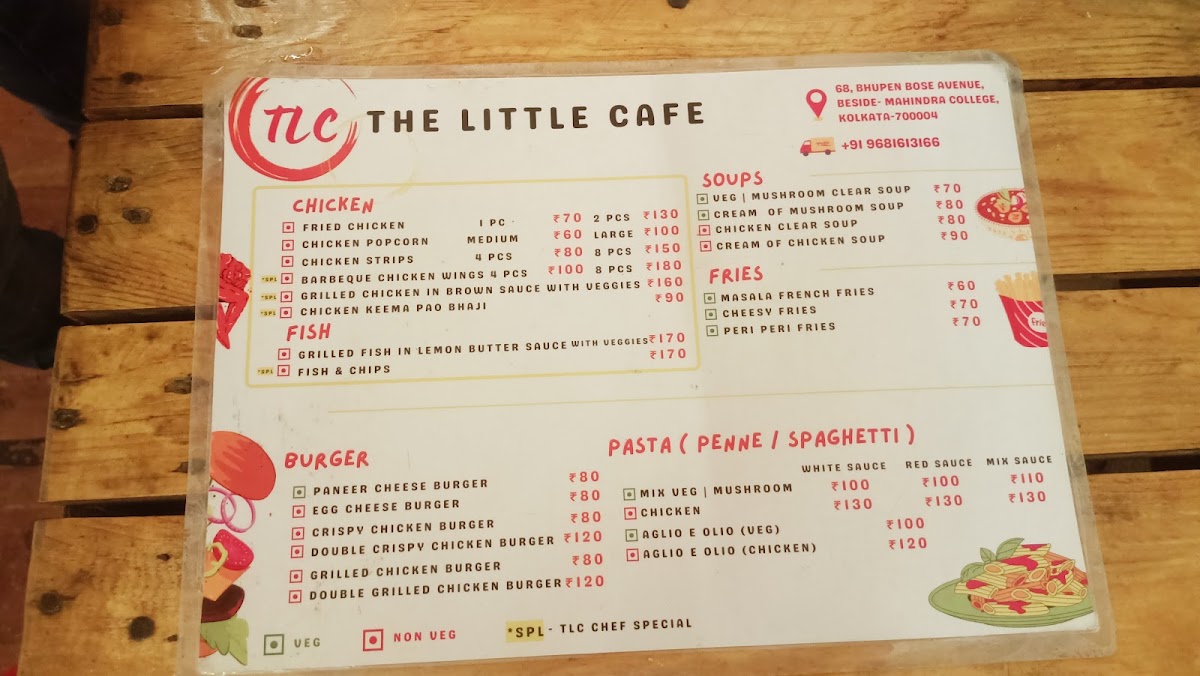 TLC THE LITTLE CAFE
68, BHUPEN BOSE AVENUE,
BESIDE- MAHINDRA COLLEGE,
KOLKATA-700004
+91 9681613166
CHICKEN
FRIED CHICKEN 1 PC - ₹70 2 PCS ₹130
CHICKEN POPCORN MEDIUM ₹60 LARGE ₹100
CHICKEN STRIPS 4 PCS ₹80 8 PCS ₹150
*SPL BARBEQUE CHICKEN WINGS 4 PCS ₹100 8 PCS ₹180
*SPL GRILLED CHICKEN IN BROWN SAUCE WITH VEGGIES ₹160
*SPL CHICKEN KEEMA PAO BHAJI ₹90
FISH
GRILLED FISH IN LEMON BUTTER SAUCE WITH VEGGIES ₹170
*SPL FISH & CHIPS ₹170
SOUPS
VEG | MUSHROOM CLEAR SOUP ₹70
CREAM OF MUSHROOM SOUP ₹80
CHICKEN CLEAR SOUP ₹80
CREAM OF CHICKEN SOUP ₹90
FRIES
MASALA FRENCH FRIES ₹60
CHEESY FRIES ₹70
PERI PERI FRIES ₹70
Fries
BURGER
PANEER CHEESE BURGER ₹80
EGG CHEESE BURGER ₹80
CRISPY CHICKEN BURGER ₹80
DOUBLE CRISPY CHICKEN BURGER ₹120
GRILLED CHICKEN BURGER ₹80
DOUBLE GRILLED CHICKEN BURGER ₹120
PASTA ( PENNE / SPAGHETTI )
WHITE SAUCE RED SAUCE MIX SAUCE
MIX VEG | MUSHROOM ₹100 ₹100 ₹110
CHICKEN ₹130 ₹130 ₹130
AGLIO E OLIO (VEG) ₹100
AGLIO E OLIO (CHICKEN) ₹120
VEG NON VEG *SPL - TLC CHEF SPECIAL